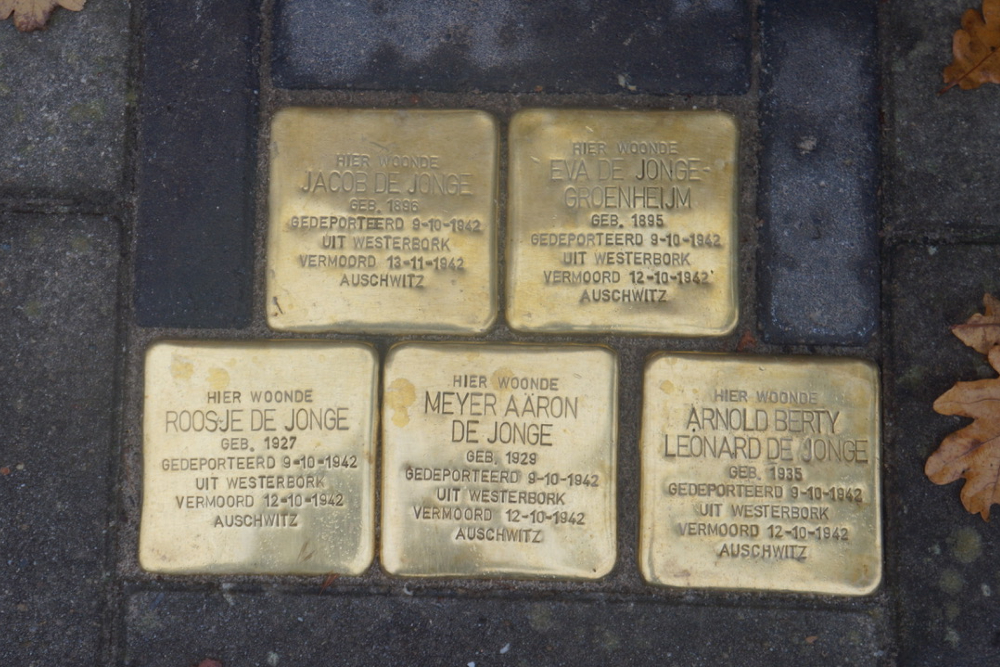 HIER WOONDE
JACOB DE JONGE
GEB. 1896
GEDEPORTEERD 9-10-1942
UIT WESTERBORK
VERMOORD 13-11-1942
AUSCHWITZ
HIER WOONDE
EVA DE JONGE-
GROENHEIJM
GEB. 1895
GEDEPORTEERD 9-10-1942
UIT WESTERBORK
VERMOORD 12-10-1942
AUSCHWITZ
HIER WOONDE
ROOSJE DE JONGE
GEB. 1927
GEDEPORTEERD 9-10-1942
UIT WESTERBORK
VERMOORD 12-10-1942
AUSCHWITZ
HIER WOONDE
MEYER AÄRON
DE JONGE
GEB. 1929
GEDEPORTEERD 9-10-1942
UIT WESTERBORK
VERMOORD 12-10-1942
AUSCHWITZ
HIER WOONDE
ARNOLD BERTY
LEONARD DE JONGE
GEB. 1935
GEDEPORTEERD 9-10-1942
UIT WESTERBORK
VERMOORD 12-10-1942
AUSCHWITZ